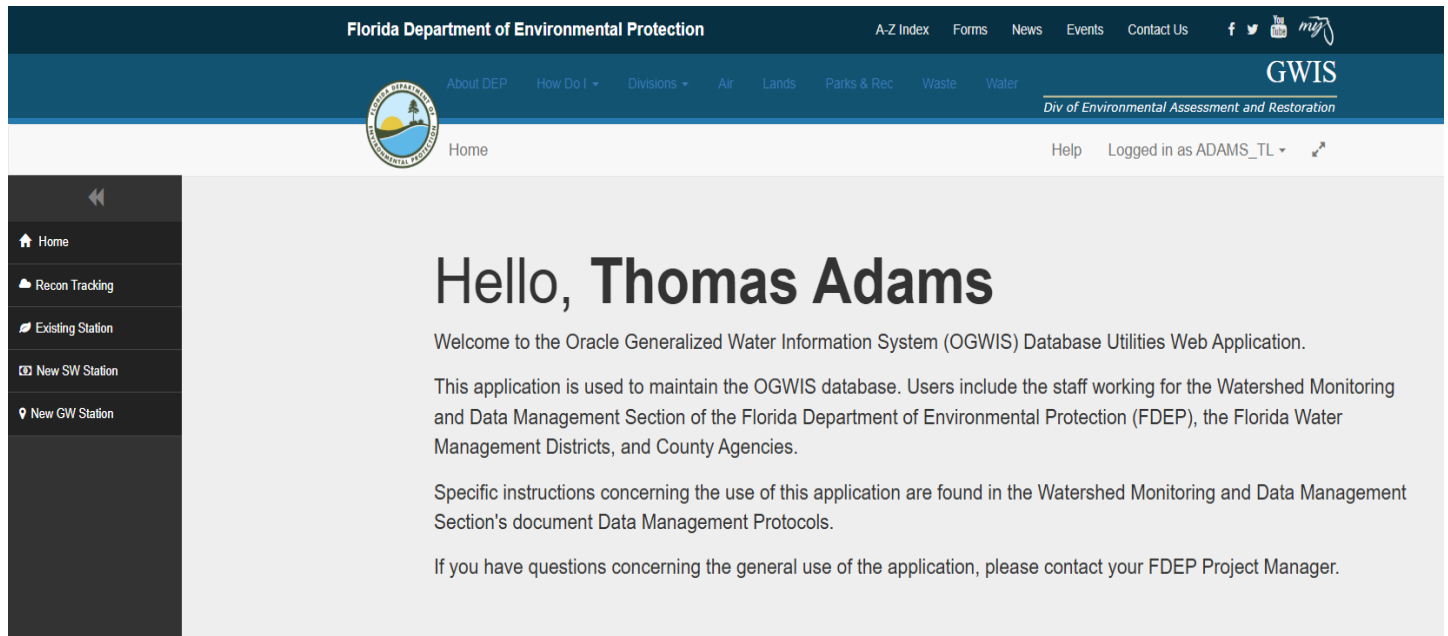 Florida Department of Environmental Protection
A-Z Index Forms News Events Contact Us
You
Tube
About DEP How Do I Divisions Air Lands Parks & Rec Waste Water
GWIS
Div of Environmental Assessment and Restoration
FLORIDA DEPARTMENT OF ENVIRONMENTAL PROTECTION
Home
Help Logged in as ADAMS_TL
Home
Recon Tracking
Existing Station
New SW Station
New GW Station
Hello, Thomas Adams
Welcome to the Oracle Generalized Water Information System (OGWIS) Database Utilities Web Application.
This application is used to maintain the OGWIS database. Users include the staff working for the Watershed Monitoring
and Data Management Section of the Florida Department of Environmental Protection (FDEP), the Florida Water
Management Districts, and County Agencies.
Specific instructions concerning the use of this application are found in the Watershed Monitoring and Data Management
Section's document Data Management Protocols.
If you have questions concerning the general use of the application, please contact your FDEP Project Manager.